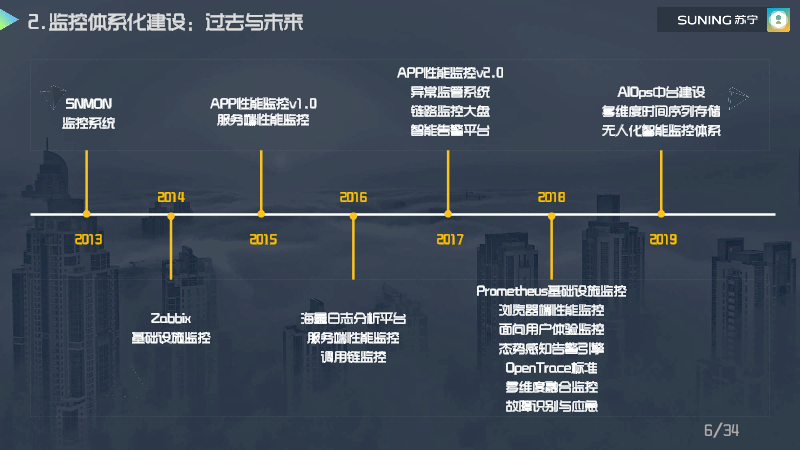 2.监控体系化建设：过去与未来
SUNING 苏宁
SNMON
监控系统
APP性能监控v1.0
服务端性能监控
APP性能监控v2.0
异常监管系统
链路监控大盘
智能告警平台
AIOps中台建设
多维度时间序列存储
无人化智能监控体系
2014
2016
2018
2013
2015
2017
2019
Zabbix
基础设施监控
海量日志分析平台
服务端性能监控
调用链监控
Prometheus基础设施监控
浏览器端性能监控
面向用户体验监控
态势感知告警引擎
OpenTrace标准
多维度融合监控
故障识别与应急
6/34